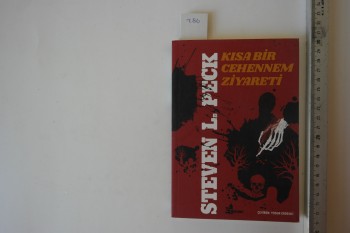 KISA BİR
CEHENNEM
ZİYARETİ
STEVEN L. PECK